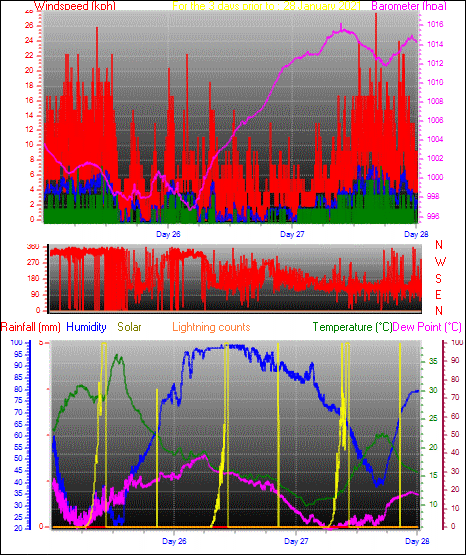 Windspeed (kph) For the 3 days prior to : 28 January 2021 Barometer (hpa)
28 1016
26
24 1014
22 1012
20 1010
18
16 1008
14 1006
12 1004
10
8 1002
6 1000
4
2 998
0 996
Day 26 Day 27 Day 28
360 N
270 W
180 S
90 E
0 N
Rainfall (mm) Humidity Solar Lightning counts Temperature (°C) Dew Point (°C)
100 100
95 35 90
90
85 80
80 30
75 70
70 60
65 25
60 50
55 20 40
50
45 30
40 15 20
35
30 10 10
25
20 0
Day 26 Day 27 Day 28